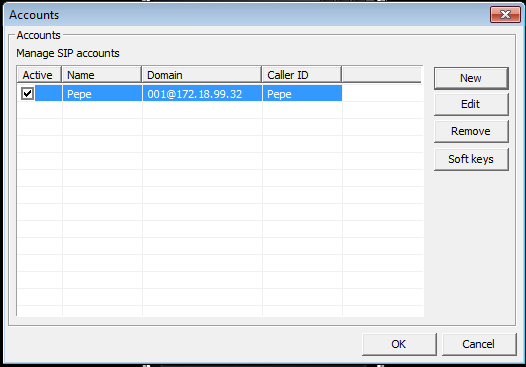 Accounts
Accounts
Manage SIP accounts
Active Name Domain Caller ID
Pepe 001@172.18.99.32 Pepe
New
Edit
Remove
Soft keys
OK Cancel